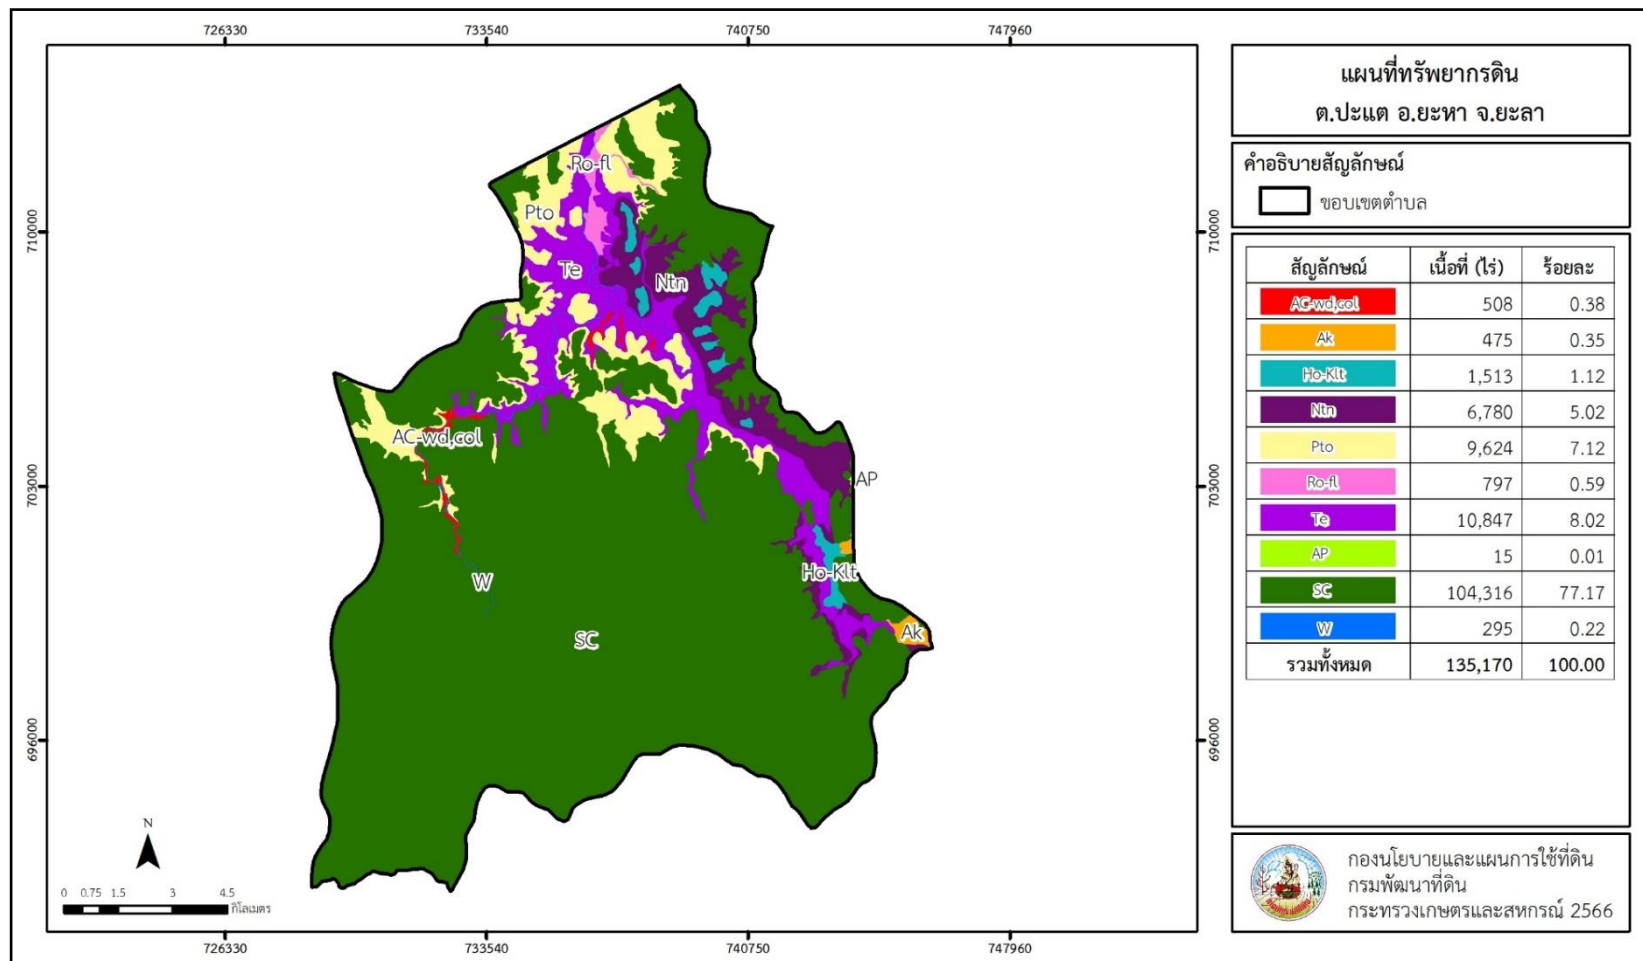 726330 733540 740750 747960
แผนที่ทรัพยากรดิน
ต.ปะแต อ.ยะหา จ.ยะลา
คำอธิบายสัญลักษณ์
ขอบเขตตำบล
Ro-fl
Pto
710000 710000
Te
Ntn
AC-wd,col
AP
703000 703000
Ho-Klt
W
SC
Ak
696000 696000
สัญลักษณ์ เนื้อที่ (ไร่) ร้อยละ
AC-wd,col 508 0.38
Ak 475 0.35
Ho-Klt 1,513 1.12
Ntn 6,780 5.02
Pto 9,624 7.12
Ro-fl 797 0.59
Te 10,847 8.02
AP 15 0.01
SC 104,316 77.17
W 295 0.22
รวมทั้งหมด 135,170 100.00
N
0 0.75 1.5 3 4.5
กิโลเมตร
กองนโยบายและแผนการใช้ที่ดิน
กรมพัฒนาที่ดิน
กระทรวงเกษตรและสหกรณ์ 2566
726330 733540 740750 747960